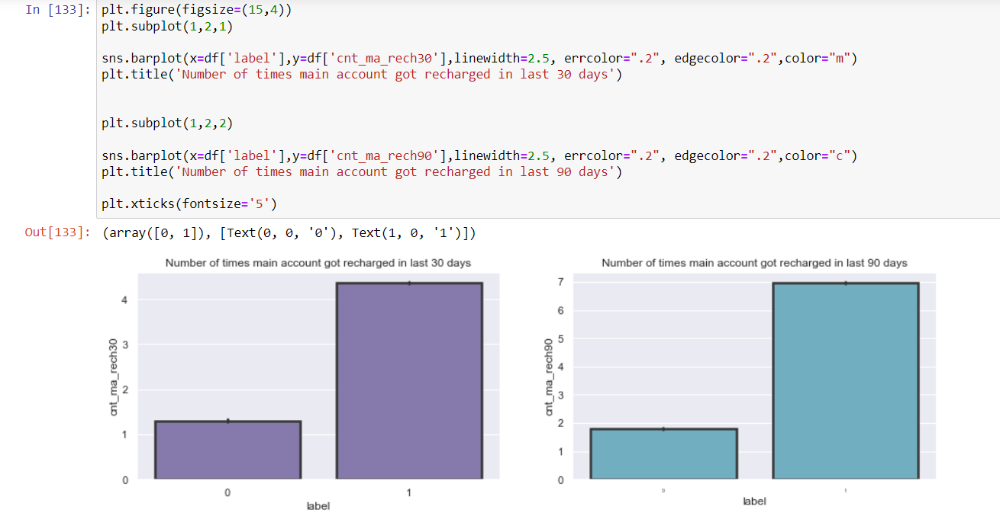 In [133]: plt.figure(figsize=(15,4))
plt.subplot(1,2,1)
sns.barplot(x=df['label'],y=df['cnt_ma_rech30'],linewidth=2.5, errcolor=".2", edgecolor=".2",color="m")
plt.title('Number of times main account got recharged in last 30 days')
plt.subplot(1,2,2)
sns.barplot(x=df['label'],y=df['cnt_ma_rech90'],linewidth=2.5, errcolor=".2", edgecolor=".2",color="c")
plt.title('Number of times main account got recharged in last 90 days')
plt.xticks(fontsize='5')
Out[133]: (array([0, 1]), [Text(0, 0, '0'), Text(1, 0, '1')])
Number of times main account got recharged in last 30 days
cnt_ma_rech30
4
3
2
1
0
0 1
label
Number of times main account got recharged in last 90 days
cnt_ma_rech90
7
6
5
4
3
2
1
0
0 1
label